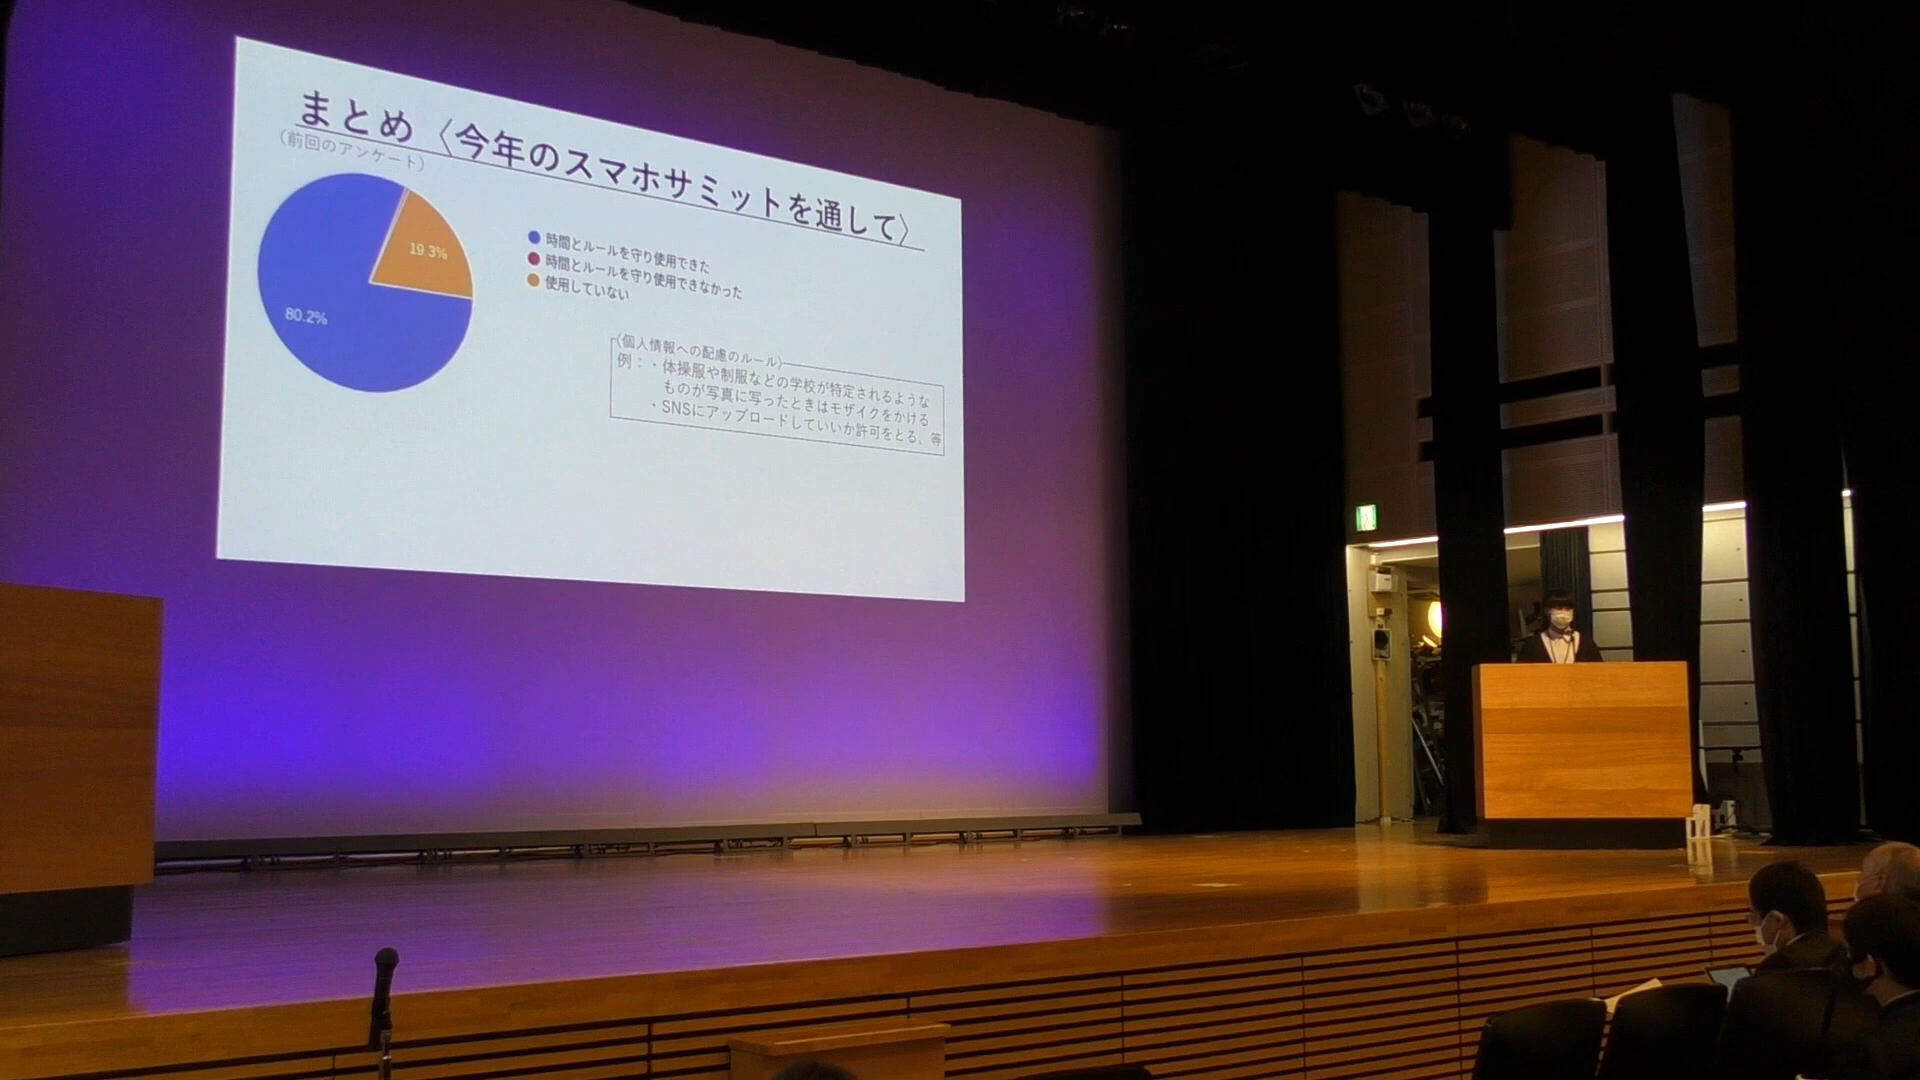 まとめ〈今年のスマホサミットを通して〉
(前回のアンケート)
19.3%
80.2%
時間とルールを守り使用できた
時間とルールを守り使用できなかった
使用していない
〈個人情報への配慮のルール〉
例：・体操服や制服などの学校が特定されるような
ものが写真に写ったときはモザイクをかける
・SNSにアップロードしていいか許可をとる、等